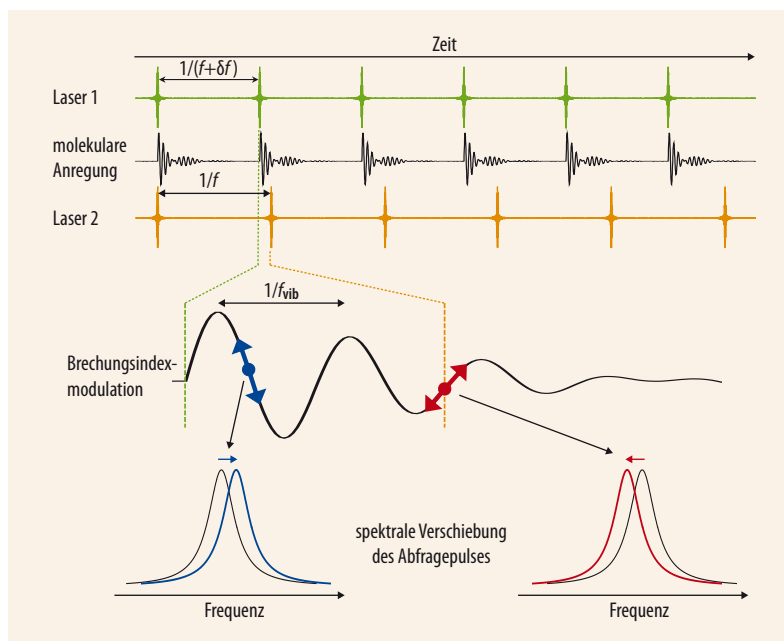 Zeit
1/(f+δf)
Laser 1
molekulare
Anregung
1/f
Laser 2
1/fvib
Brechungsindex-
modulation
spektrale Verschiebung
des Abfragepulses
Frequenz
Frequenz